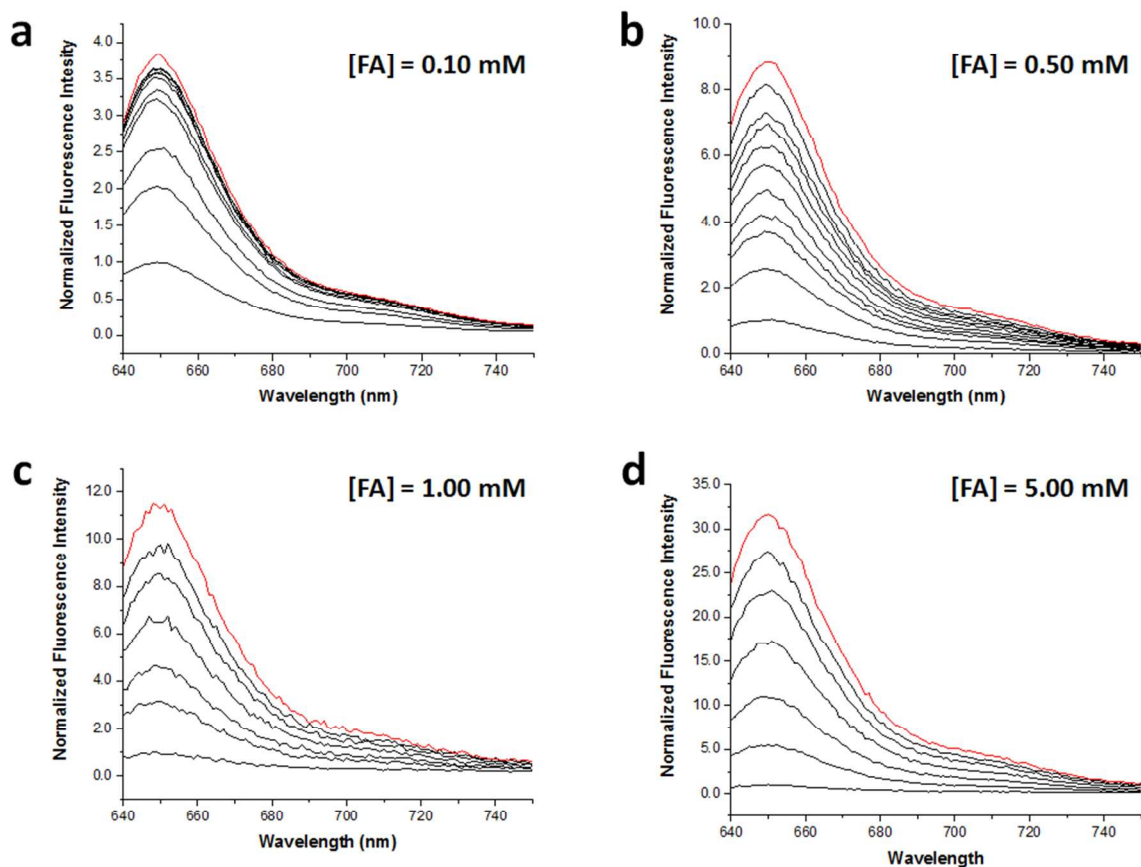 a
[FA] = 0.10 mM
Normalized Fluorescence Intesity
4.0
3.5
3.0
2.5
2.0
1.5
1.0
0.5
0.0
640 660 680 700 720 740
Wavelength (nm)
b
[FA] = 0.50 mM
Normalized Fluorescence Intensity
10.0
8.0
6.0
4.0
2.0
0.0
640 660 680 700 720 740
Wavelength (nm)
c
[FA] = 1.00 mM
Normalized Fluorescence Intensity
12.0
10.0
8.0
6.0
4.0
2.0
0.0
640 660 680 700 720 740
Wavelength (nm)
d
[FA] = 5.00 mM
Normalized Fluorescence Intensity
35.0
30.0
25.0
20.0
15.0
10.0
5.0
0.0
640 660 680 700 720 740
Wavelength